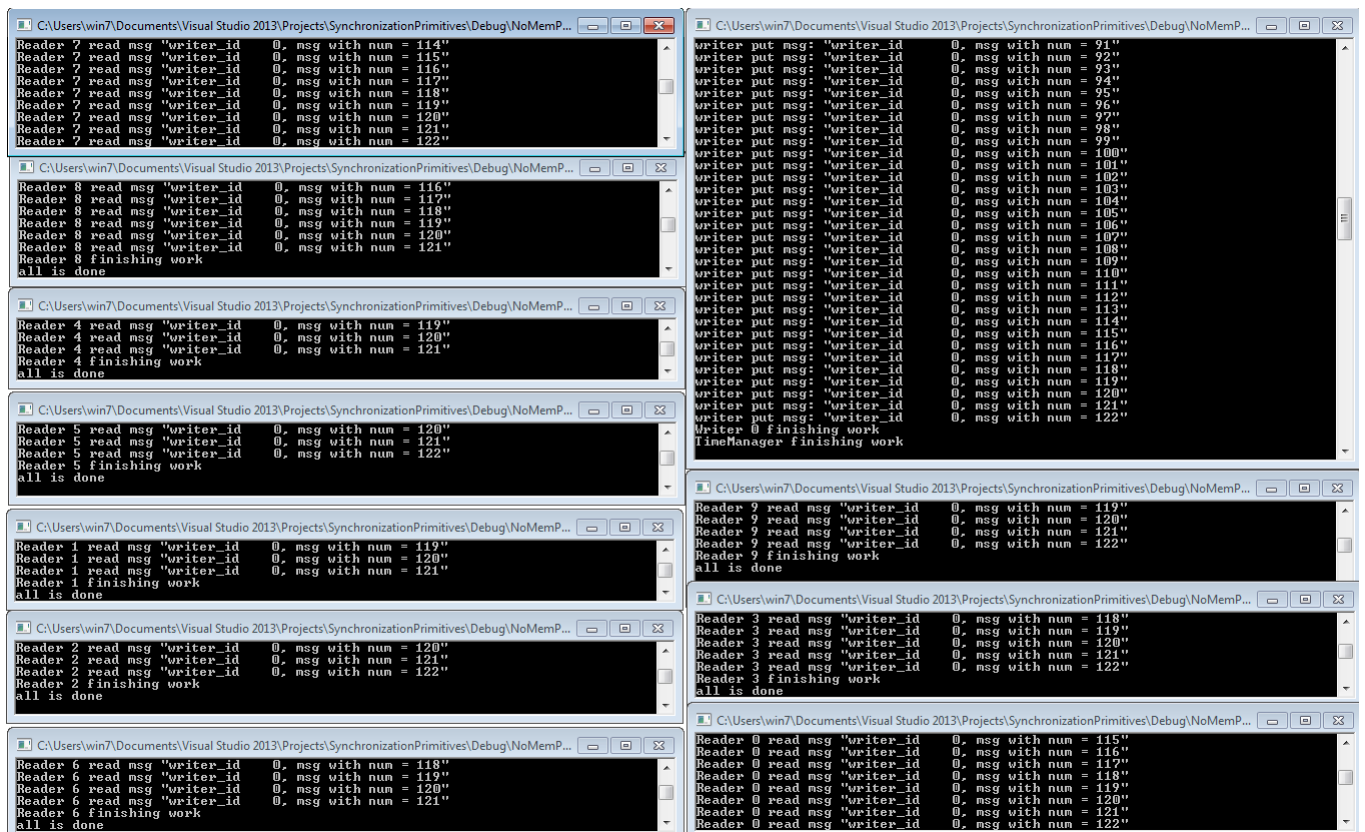 C:\Users\win7\Documents\Visual Studio 2013\Projects\SynchronizationPrimitives\Debug\NoMemP...
Reader 7 read msg "writer_id    0, msg with num = 114"
Reader 7 read msg "writer_id    0, msg with num = 115"
Reader 7 read msg "writer_id    0, msg with num = 116"
Reader 7 read msg "writer_id    0, msg with num = 117"
Reader 7 read msg "writer_id    0, msg with num = 118"
Reader 7 read msg "writer_id    0, msg with num = 119"
Reader 7 read msg "writer_id    0, msg with num = 120"
Reader 7 read msg "writer_id    0, msg with num = 121"
Reader 7 read msg "writer_id    0, msg with num = 122"
C:\Users\win7\Documents\Visual Studio 2013\Projects\SynchronizationPrimitives\Debug\NoMemP...
Reader 8 read msg "writer_id    0, msg with num = 116"
Reader 8 read msg "writer_id    0, msg with num = 117"
Reader 8 read msg "writer_id    0, msg with num = 118"
Reader 8 read msg "writer_id    0, msg with num = 119"
Reader 8 read msg "writer_id    0, msg with num = 120"
Reader 8 read msg "writer_id    0, msg with num = 121"
Reader 8 finishing work
all is done
C:\Users\win7\Documents\Visual Studio 2013\Projects\SynchronizationPrimitives\Debug\NoMemP...
Reader 4 read msg "writer_id    0, msg with num = 119"
Reader 4 read msg "writer_id    0, msg with num = 120"
Reader 4 read msg "writer_id    0, msg with num = 121"
Reader 4 finishing work
all is done
C:\Users\win7\Documents\Visual Studio 2013\Projects\SynchronizationPrimitives\Debug\NoMemP...
Reader 5 read msg "writer_id    0, msg with num = 120"
Reader 5 read msg "writer_id    0, msg with num = 121"
Reader 5 read msg "writer_id    0, msg with num = 122"
Reader 5 finishing work
all is done
C:\Users\win7\Documents\Visual Studio 2013\Projects\SynchronizationPrimitives\Debug\NoMemP...
Reader 1 read msg "writer_id    0, msg with num = 119"
Reader 1 read msg "writer_id    0, msg with num = 120"
Reader 1 read msg "writer_id    0, msg with num = 121"
Reader 1 finishing work
all is done
C:\Users\win7\Documents\Visual Studio 2013\Projects\SynchronizationPrimitives\Debug\NoMemP...
Reader 2 read msg "writer_id    0, msg with num = 120"
Reader 2 read msg "writer_id    0, msg with num = 121"
Reader 2 read msg "writer_id    0, msg with num = 122"
Reader 2 finishing work
all is done
C:\Users\win7\Documents\Visual Studio 2013\Projects\SynchronizationPrimitives\Debug\NoMemP...
Reader 6 read msg "writer_id    0, msg with num = 118"
Reader 6 read msg "writer_id    0, msg with num = 119"
Reader 6 read msg "writer_id    0, msg with num = 120"
Reader 6 read msg "writer_id    0, msg with num = 121"
Reader 6 finishing work
all is done
C:\Users\win7\Documents\Visual Studio 2013\Projects\SynchronizationPrimitives\Debug\NoMemP...
writer put msg: "writer_id      0, msg with num = 91"
writer put msg: "writer_id      0, msg with num = 92"
writer put msg: "writer_id      0, msg with num = 93"
writer put msg: "writer_id      0, msg with num = 94"
writer put msg: "writer_id      0, msg with num = 95"
writer put msg: "writer_id      0, msg with num = 96"
writer put msg: "writer_id      0, msg with num = 97"
writer put msg: "writer_id      0, msg with num = 98"
writer put msg: "writer_id      0, msg with num = 99"
writer put msg: "writer_id      0, msg with num = 100"
writer put msg: "writer_id      0, msg with num = 101"
writer put msg: "writer_id      0, msg with num = 102"
writer put msg: "writer_id      0, msg with num = 103"
writer put msg: "writer_id      0, msg with num = 104"
writer put msg: "writer_id      0, msg with num = 105"
writer put msg: "writer_id      0, msg with num = 106"
writer put msg: "writer_id      0, msg with num = 107"
writer put msg: "writer_id      0, msg with num = 108"
writer put msg: "writer_id      0, msg with num = 109"
writer put msg: "writer_id      0, msg with num = 110"
writer put msg: "writer_id      0, msg with num = 111"
writer put msg: "writer_id      0, msg with num = 112"
writer put msg: "writer_id      0, msg with num = 113"
writer put msg: "writer_id      0, msg with num = 114"
writer put msg: "writer_id      0, msg with num = 115"
writer put msg: "writer_id      0, msg with num = 116"
writer put msg: "writer_id      0, msg with num = 117"
writer put msg: "writer_id      0, msg with num = 118"
writer put msg: "writer_id      0, msg with num = 119"
writer put msg: "writer_id      0, msg with num = 120"
writer put msg: "writer_id      0, msg with num = 121"
writer put msg: "writer_id      0, msg with num = 122"
Writer 0 finishing work
TimeManager finishing work
C:\Users\win7\Documents\Visual Studio 2013\Projects\SynchronizationPrimitives\Debug\NoMemP...
Reader 9 read msg "writer_id    0, msg with num = 119"
Reader 9 read msg "writer_id    0, msg with num = 120"
Reader 9 read msg "writer_id    0, msg with num = 121"
Reader 9 read msg "writer_id    0, msg with num = 122"
Reader 9 finishing work
all is done
C:\Users\win7\Documents\Visual Studio 2013\Projects\SynchronizationPrimitives\Debug\NoMemP...
Reader 3 read msg "writer_id    0, msg with num = 118"
Reader 3 read msg "writer_id    0, msg with num = 119"
Reader 3 read msg "writer_id    0, msg with num = 120"
Reader 3 read msg "writer_id    0, msg with num = 121"
Reader 3 read msg "writer_id    0, msg with num = 122"
Reader 3 finishing work
all is done
C:\Users\win7\Documents\Visual Studio 2013\Projects\SynchronizationPrimitives\Debug\NoMemP...
Reader 0 read msg "writer_id    0, msg with num = 115"
Reader 0 read msg "writer_id    0, msg with num = 116"
Reader 0 read msg "writer_id    0, msg with num = 117"
Reader 0 read msg "writer_id    0, msg with num = 118"
Reader 0 read msg "writer_id    0, msg with num = 119"
Reader 0 read msg "writer_id    0, msg with num = 120"
Reader 0 read msg "writer_id    0, msg with num = 121"
Reader 0 read msg "writer_id    0, msg with num = 122"